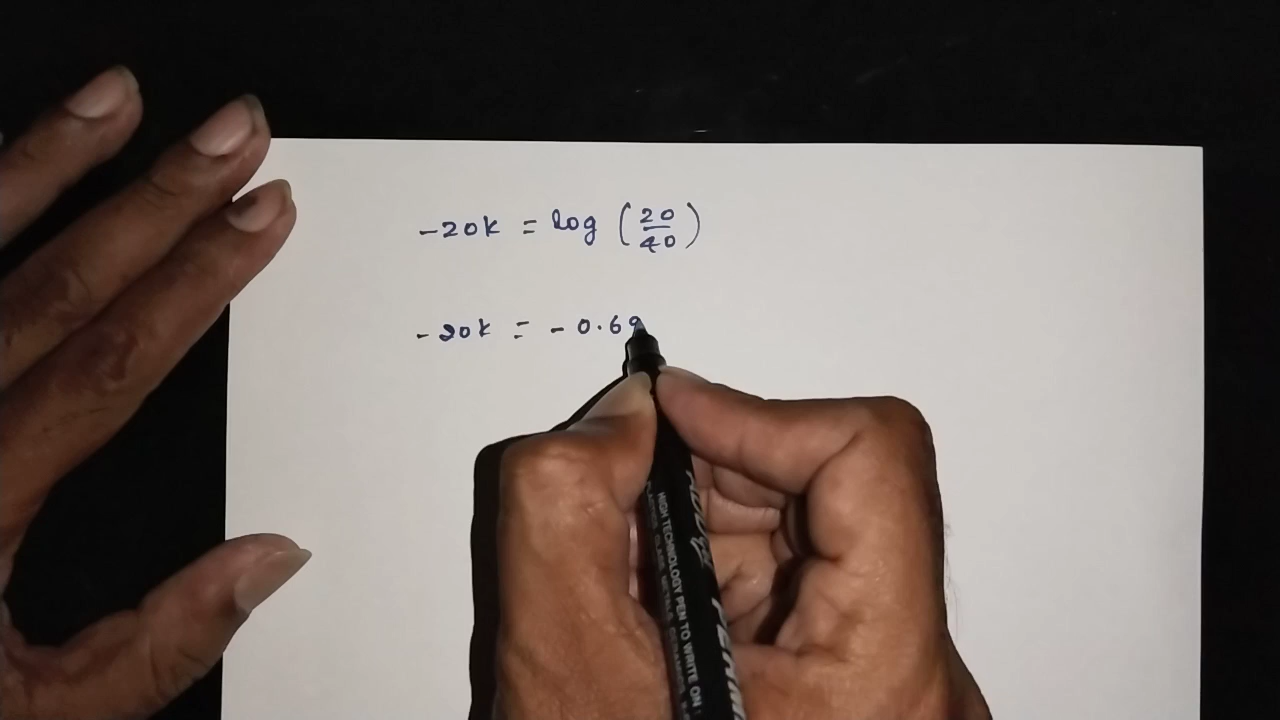 -20k = log (20/40)
-20k = -0.69
HIGH TECHNOLOGY PEN TO WRITE ON: